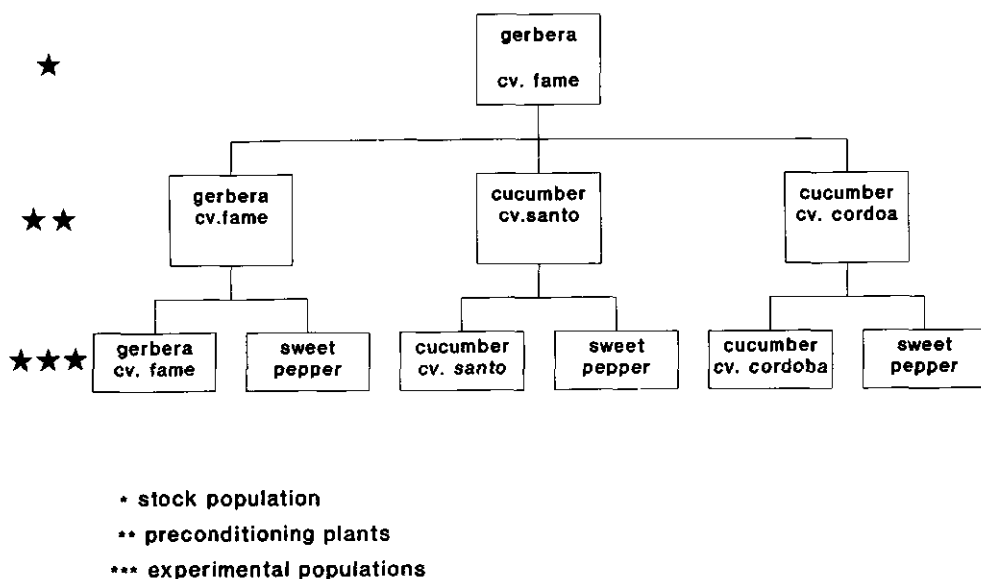 gerbera
cv. fame
gerbera
cv.fame
cucumber
cv.santo
cucumber
cv. cordoa
gerbera
cv. fame
sweet
pepper
cucumber
cv. santo
sweet
pepper
cucumber
cv. cordoba
sweet
pepper
* stock population
** preconditioning plants
*** experimental populations